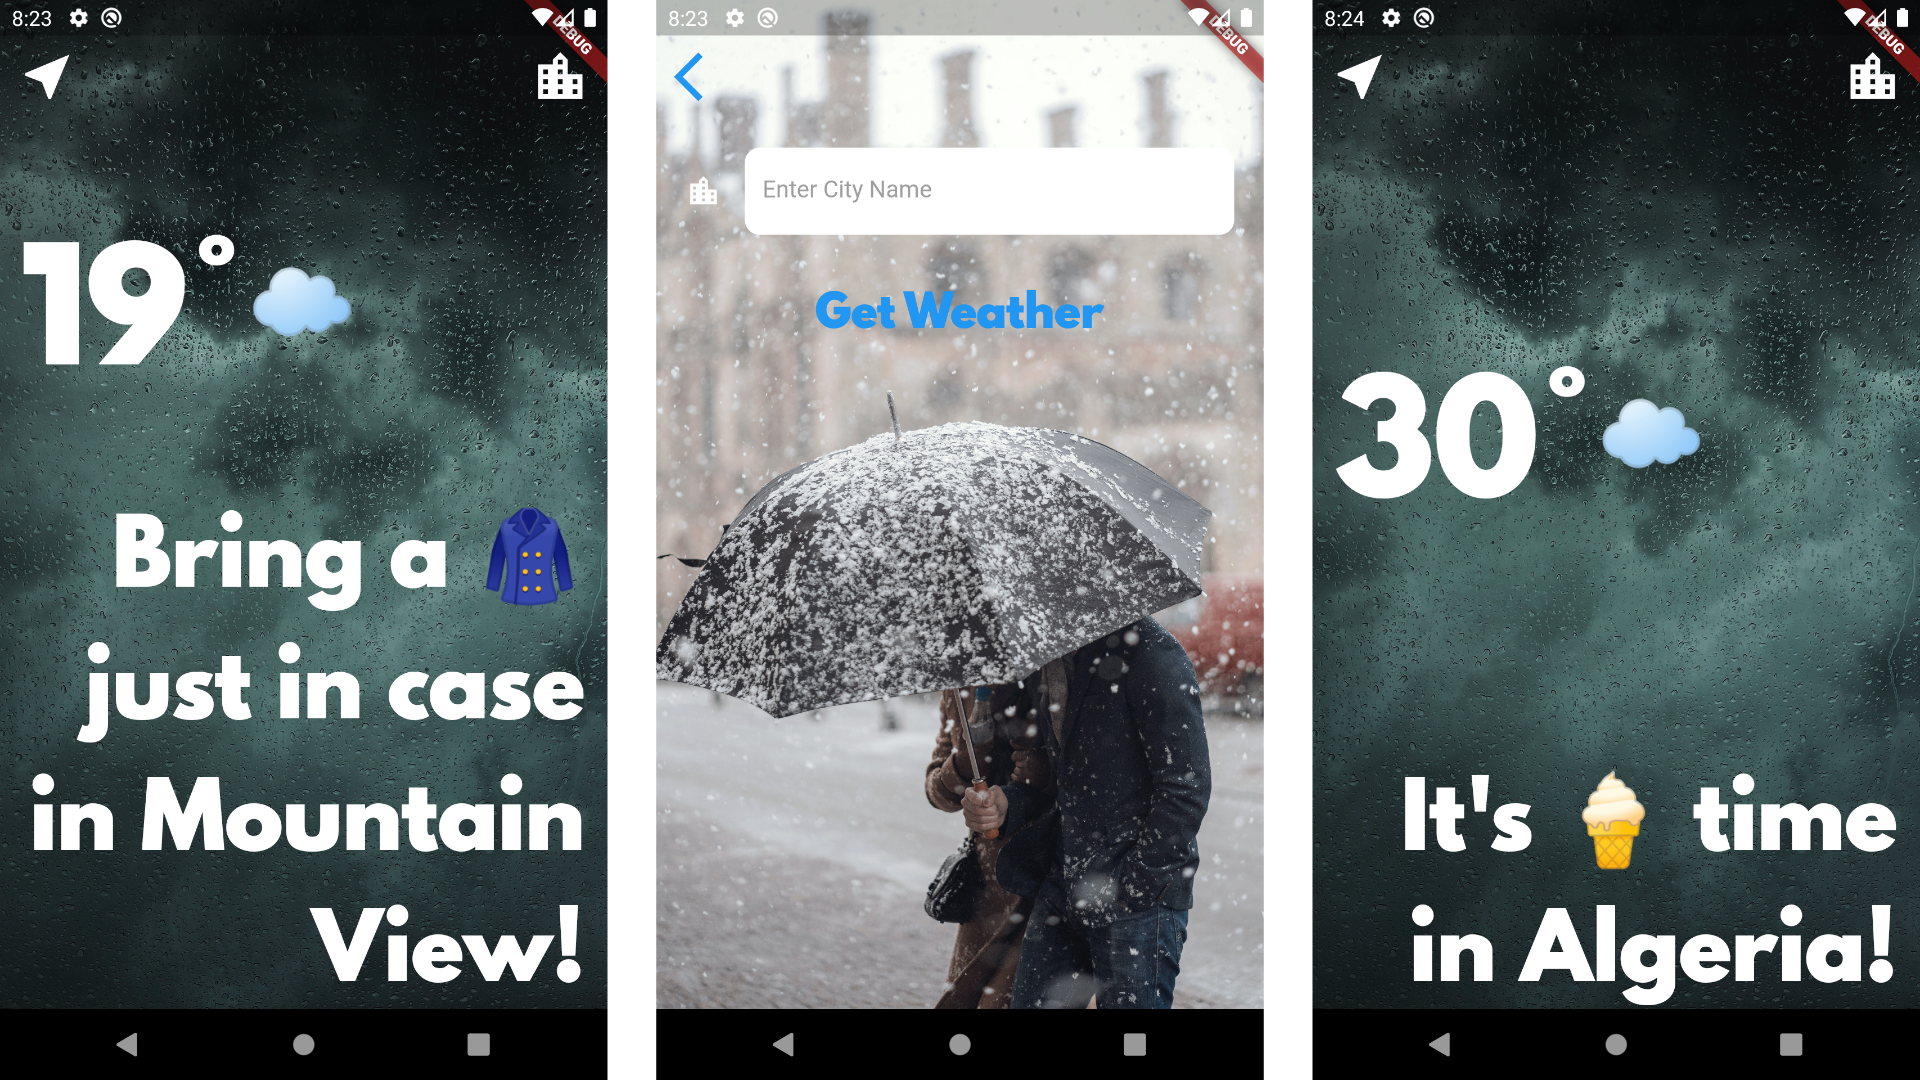 8:23
DEBUG
19°
Bring a
just in case
in Mountain
View!
8:23
DEBUG
Enter City Name
Get Weather
8:24
DEBUG
30°
It's time
in Algeria!